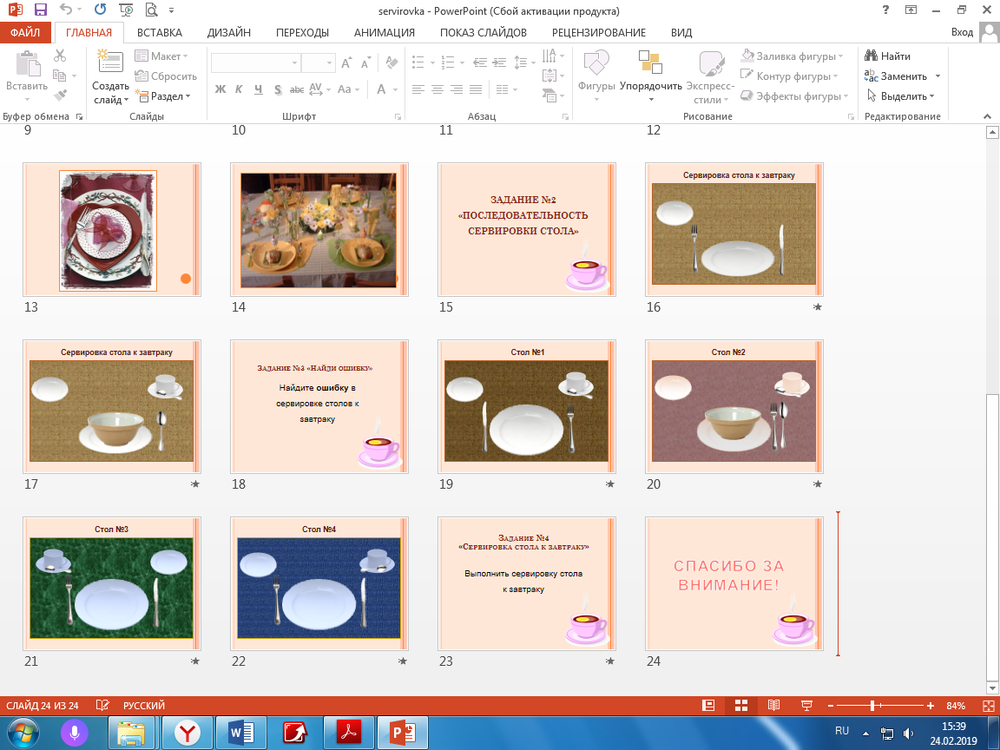 servirovka - PowerPoint (Сбой активации продукта)
ФАЙЛ ГЛАВНАЯ ВСТАВКА ДИЗАЙН ПЕРЕХОДЫ АНИМАЦИЯ ПОКАЗ СЛАЙДОВ РЕЦЕНЗИРОВАНИЕ ВИД Вход
Вставить
Создать слайд
Макет
Сбросить
Раздел
Ж К Ч S abc AV Aa A
Фигуры
Упорядочить
Экспресс-стили
Заливка фигуры
Контур фигуры
Эффекты фигуры
Найти
Заменить
Выделить
Буфер обмена Слайды Шрифт Абзац Рисование Редактирование
9 10 11 12
ЗАДАНИЕ №2
«ПОСЛЕДОВАТЕЛЬНОСТЬ
СЕРВИРОВКИ СТОЛА»
Сервировка стола к завтраку
13 14 15 16
Сервировка стола к завтраку
Задание №3 «Найди ошибку»
Найдите ошибку в
сервировке столов к
завтраку
Стол №1
Стол №2
17 18 19 20
Стол №3
Стол №4
Задание №4
«Сервировка стола к завтраку»
Выполнить сервировку стола
к завтраку
СПАСИБО ЗА
ВНИМАНИЕ!
21 22 23 24
СЛАЙД 24 ИЗ 24 РУССКИЙ 84%
RU 15:39
24.02.2019